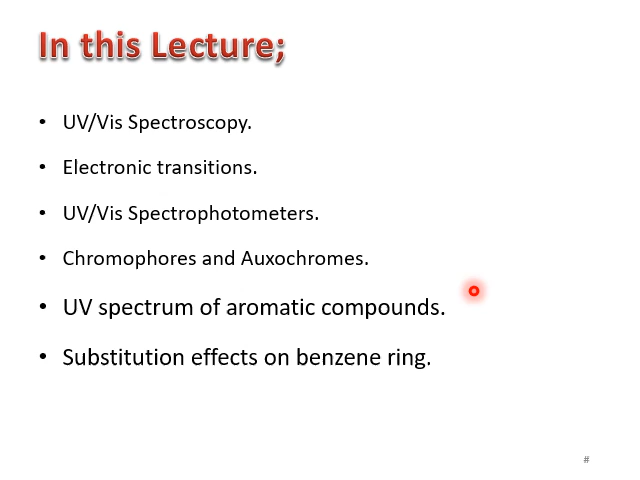 In this Lecture;
• UV/Vis Spectroscopy.
• Electronic transitions.
• UV/Vis Spectrophotometers.
• Chromophores and Auxochromes.
• UV spectrum of aromatic compounds.
• Substitution effects on benzene ring.
#